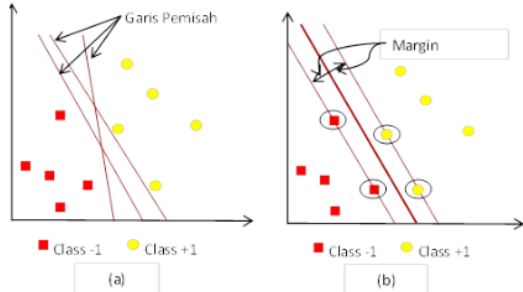 Garis Pemisah
Class -1
Class +1
(a)
Margin
Class -1
Class +1
(b)